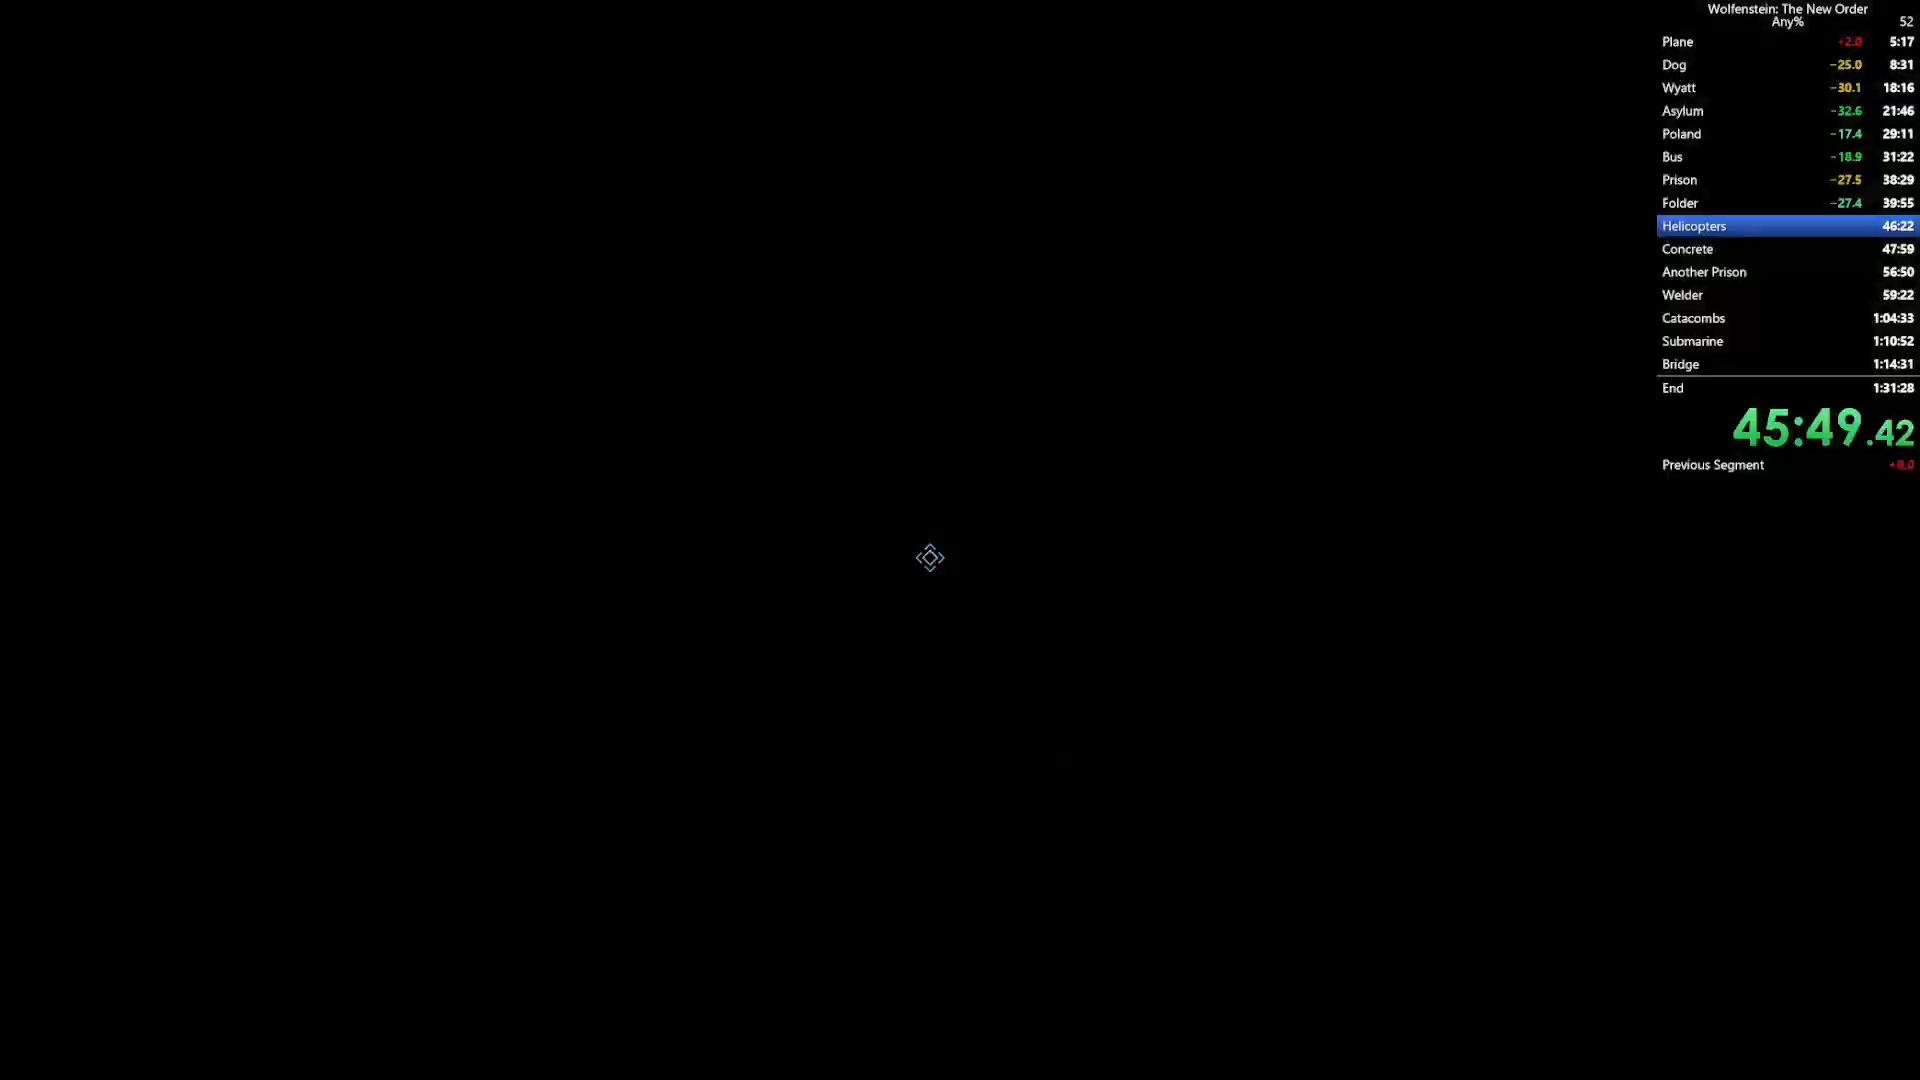 Wolfenstein: The New Order
Any% 52
Plane +2.0 5:17
Dog −25.0 8:31
Wyatt −30.1 18:16
Asylum −32.6 21:46
Poland −17.4 29:11
Bus −18.9 31:22
Prison −27.5 38:29
Folder −27.4 39:55
Helicopters 46:22
Concrete 47:59
Another Prison 56:50
Welder 59:22
Catacombs 1:04:33
Submarine 1:10:52
Bridge 1:14:31
End 1:31:28
45:49.42
Previous Segment